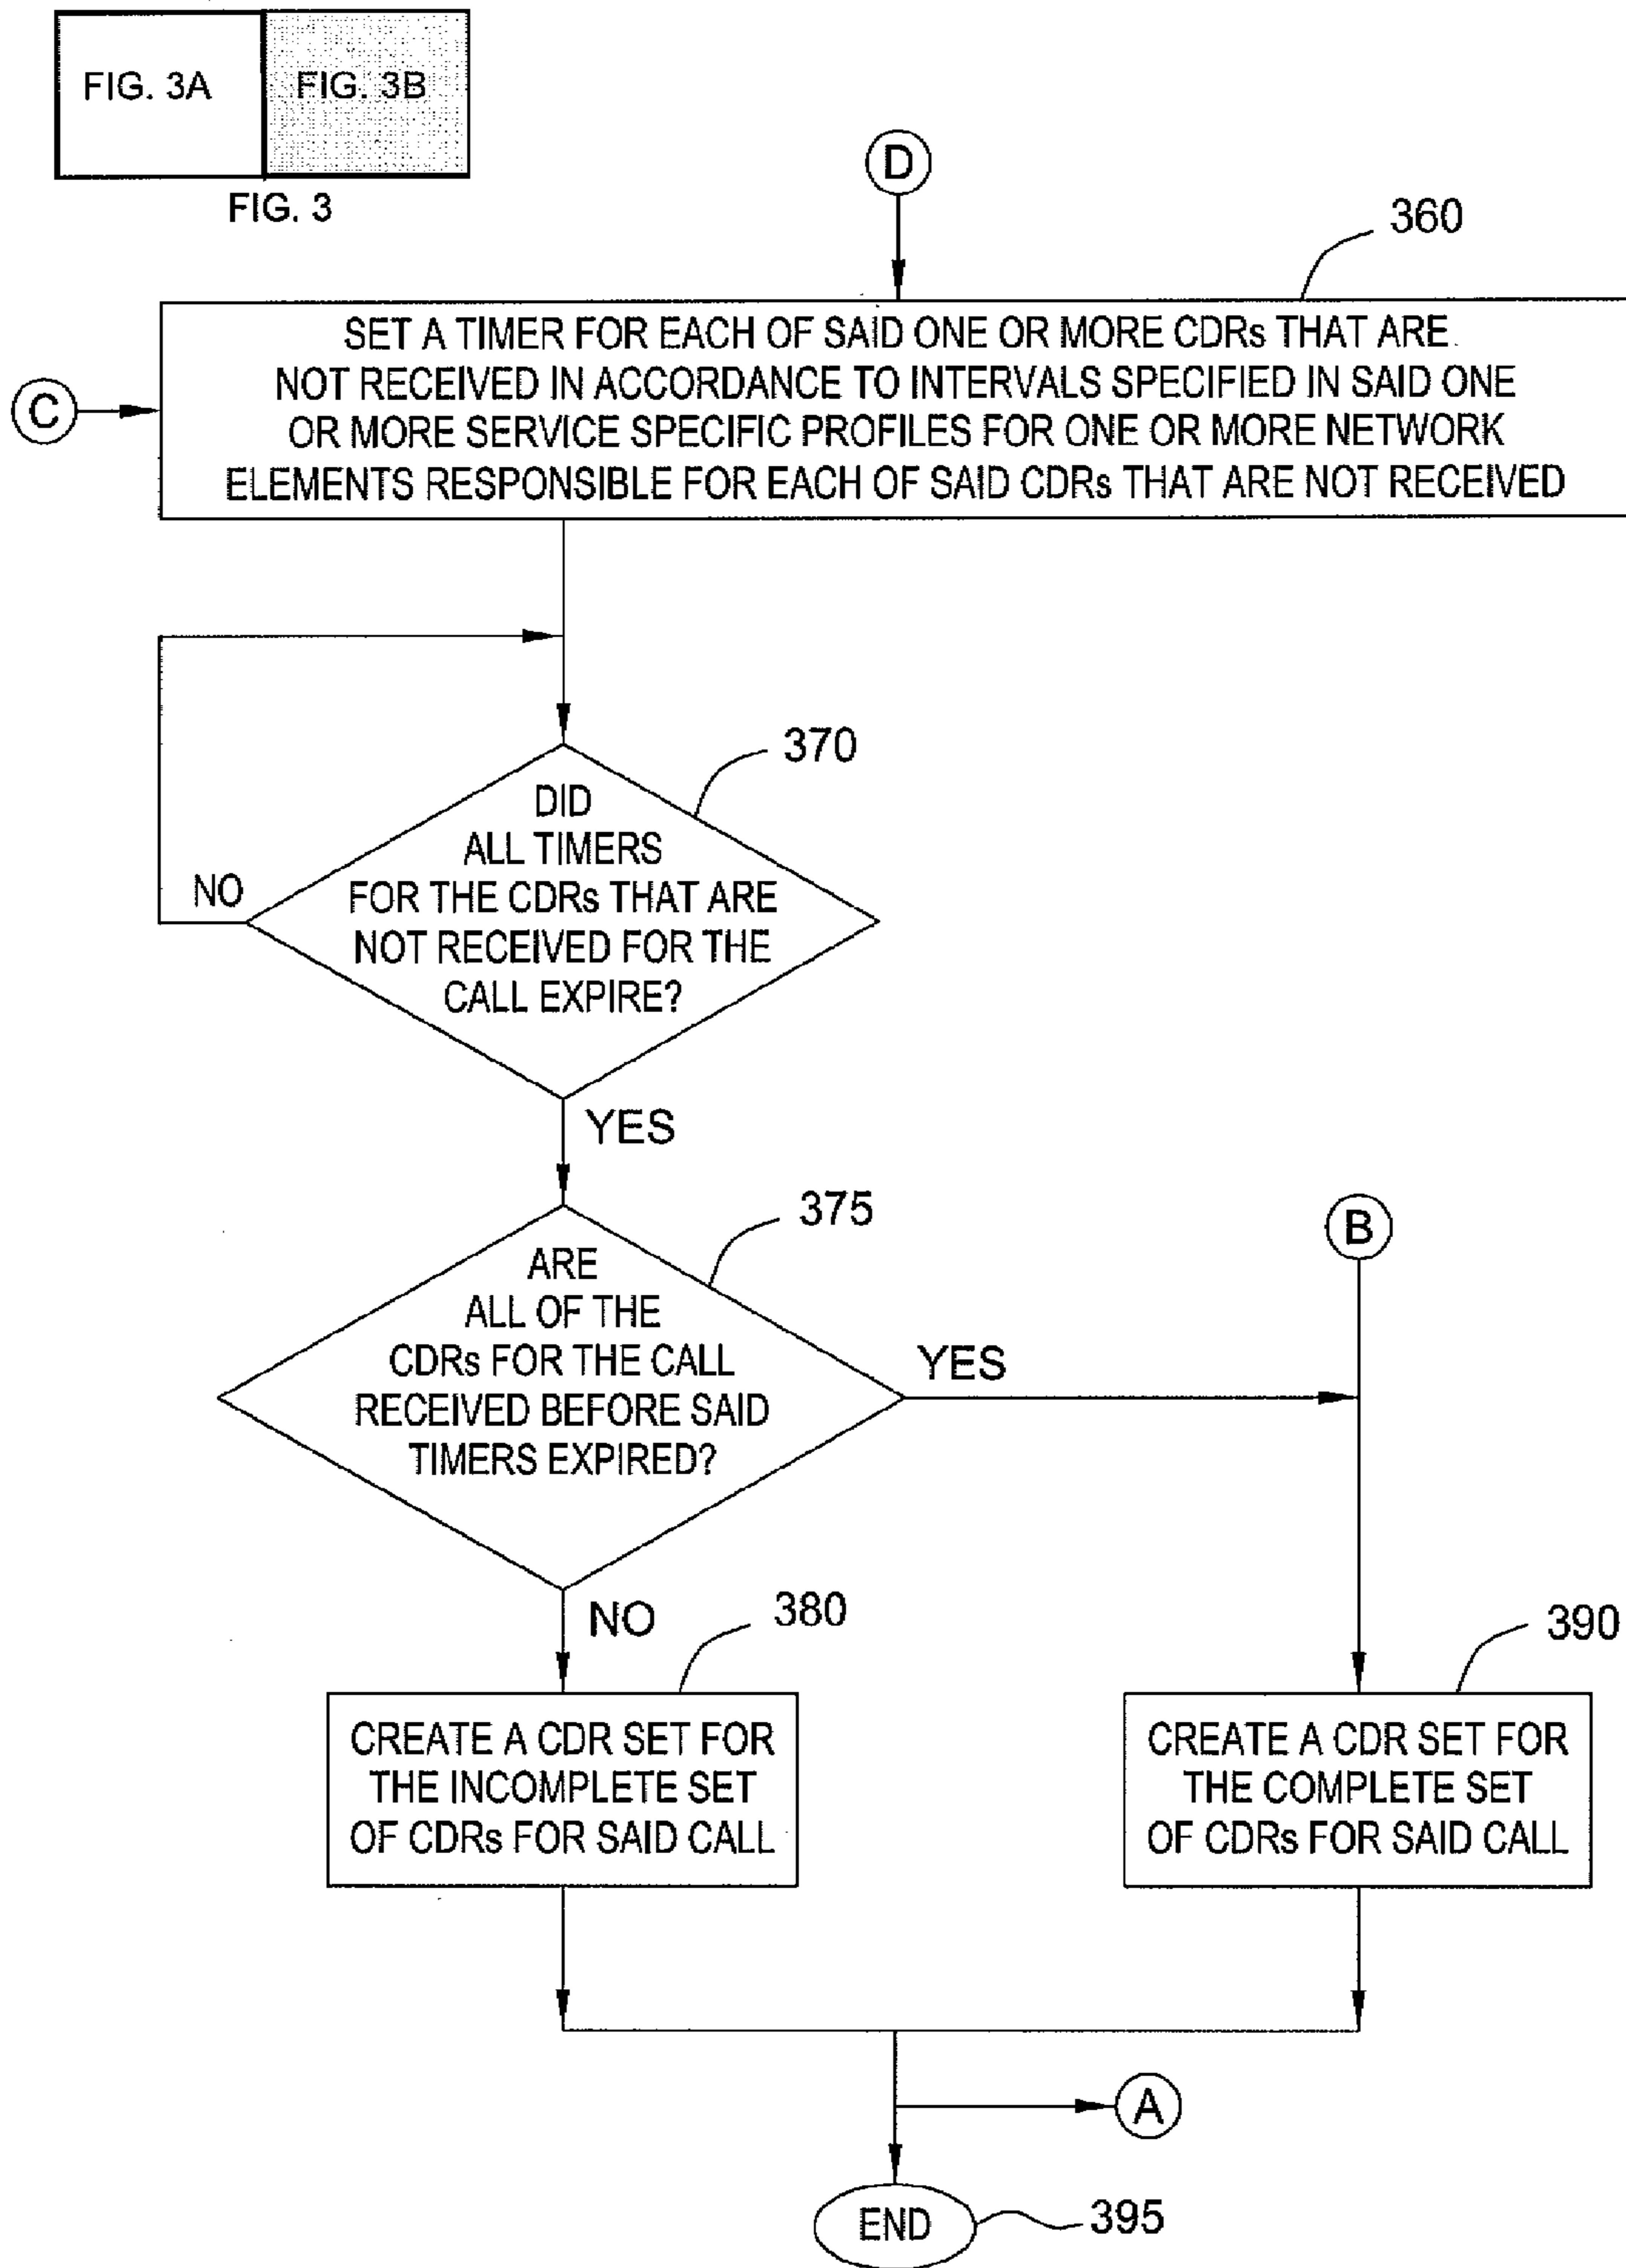 FIG. 3A
FIG. 3B
FIG. 3
D
360
C
SET A TIMER FOR EACH OF SAID ONE OR MORE CDRs THAT ARE
NOT RECEIVED IN ACCORDANCE TO INTERVALS SPECIFIED IN SAID ONE
OR MORE SERVICE SPECIFIC PROFILES FOR ONE OR MORE NETWORK
ELEMENTS RESPONSIBLE FOR EACH OF SAID CDRs THAT ARE NOT RECEIVED
370
DID
ALL TIMERS
FOR THE CDRs THAT ARE
NOT RECEIVED FOR THE
CALL EXPIRE?
NO
YES
375
ARE
ALL OF THE
CDRs FOR THE CALL
RECEIVED BEFORE SAID
TIMERS EXPIRED?
YES
B
NO
380
CREATE A CDR SET FOR
THE INCOMPLETE SET
OF CDRs FOR SAID CALL
390
CREATE A CDR SET FOR
THE COMPLETE SET
OF CDRs FOR SAID CALL
A
END
395